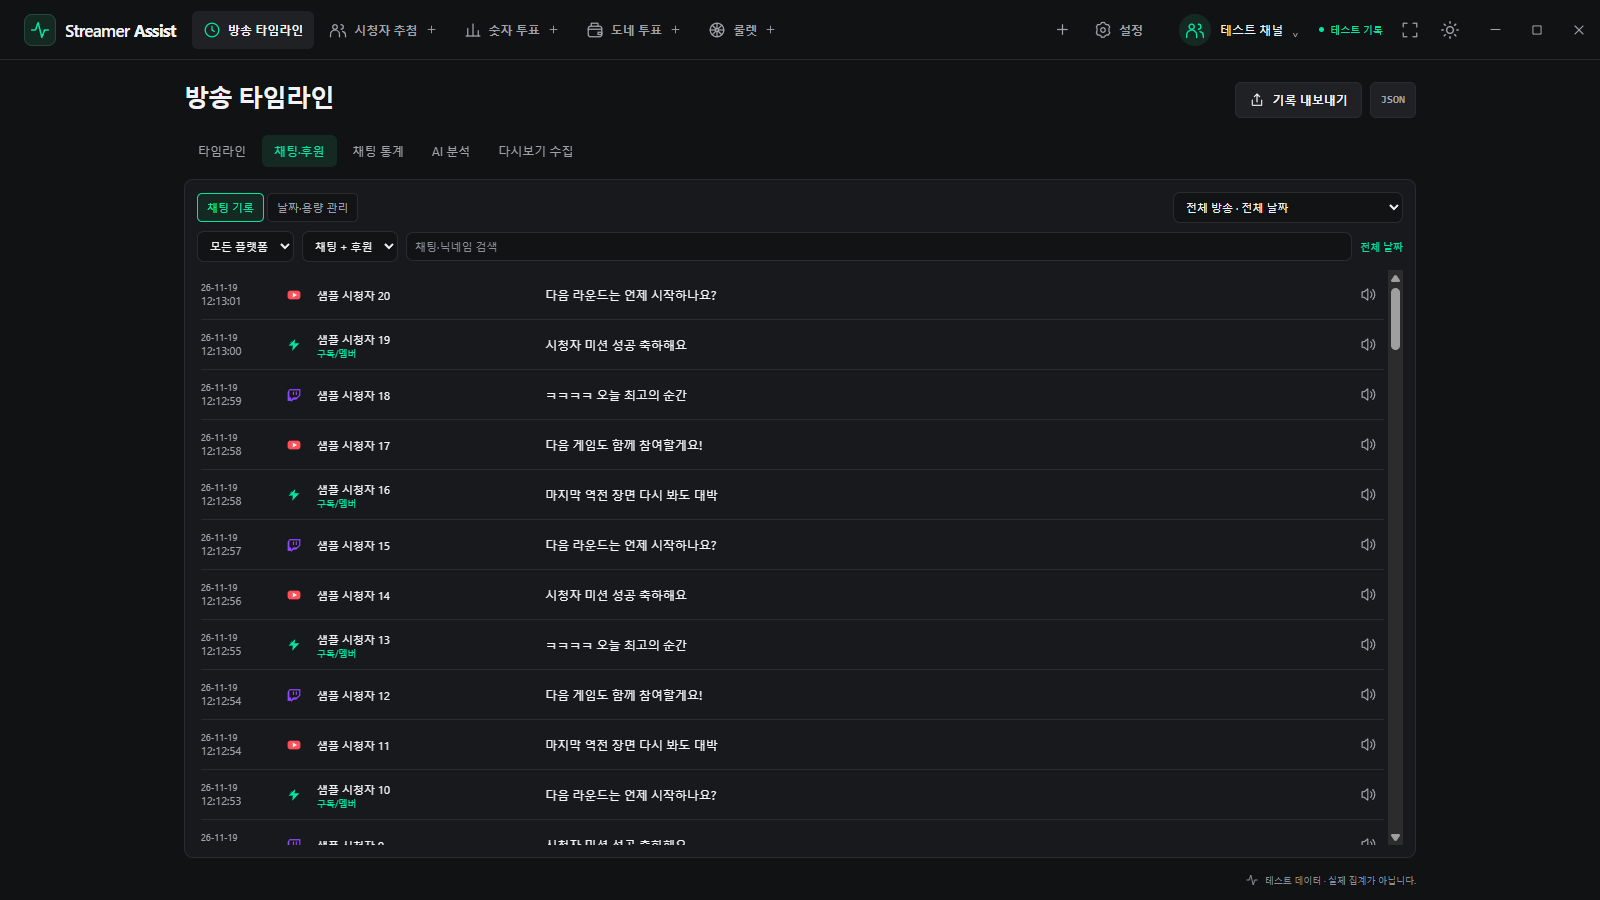 Streamer Assist 방송 타임라인 시청자 추첨 + 숫자 투표 + 도네 투표 + 룰렛 + + 설정 테스트 채널 테스트 기록
방송 타임라인 기록 내보내기 JSON
타임라인 채팅·후원 채팅 통계 AI 분석 다시보기 수집
채팅 기록 날짜·용량 관리 전체 방송 · 전체 날짜
모든 플랫폼 채팅 + 후원 채팅·닉네임 검색 전체 날짜
26-11-19
12:13:01 샘플 시청자 20 다음 라운드는 언제 시작하나요?
26-11-19
12:13:00 샘플 시청자 19 시청자 미션 성공 축하해요
구독/멤버
26-11-19
12:12:59 샘플 시청자 18 ㅋㅋㅋㅋ 오늘 최고의 순간
26-11-19
12:12:58 샘플 시청자 17 다음 게임도 함께 참여할게요!
26-11-19
12:12:58 샘플 시청자 16 마지막 역전 장면 다시 봐도 대박
구독/멤버
26-11-19
12:12:57 샘플 시청자 15 다음 라운드는 언제 시작하나요?
26-11-19
12:12:56 샘플 시청자 14 시청자 미션 성공 축하해요
26-11-19
12:12:55 샘플 시청자 13 ㅋㅋㅋㅋ 오늘 최고의 순간
구독/멤버
26-11-19
12:12:54 샘플 시청자 12 다음 게임도 함께 참여할게요!
26-11-19
12:12:54 샘플 시청자 11 마지막 역전 장면 다시 봐도 대박
26-11-19
12:12:53 샘플 시청자 10 다음 라운드는 언제 시작하나요?
구독/멤버
26-11-19
테스트 데이터 · 실제 집계가 아닙니다.